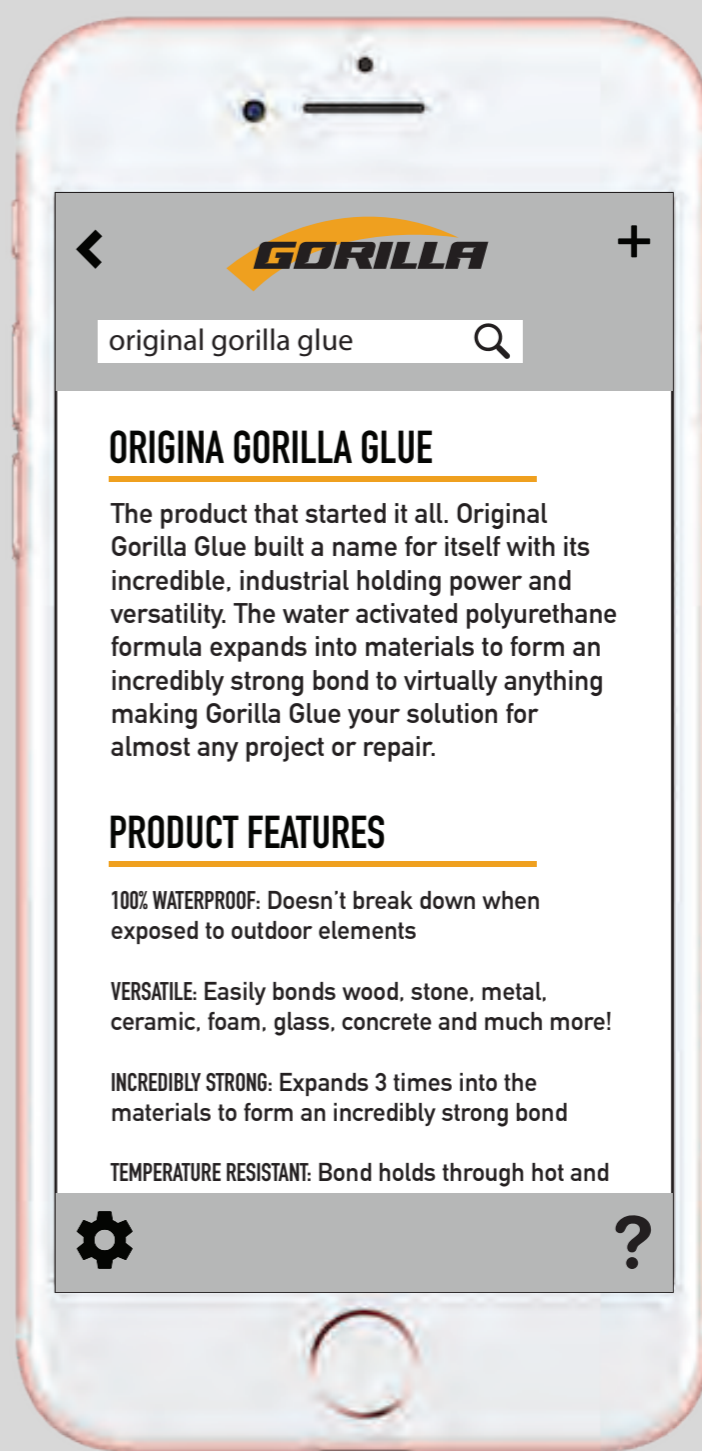 GORILLA
original gorilla glue
ORIGINA GORILLA GLUE
The product that started it all. Original
Gorilla Glue built a name for itself with its
incredible, industrial holding power and
versatility. The water activated polyurethane
formula expands into materials to form an
incredibly strong bond to virtually anything
making Gorilla Glue your solution for
almost any project or repair.
PRODUCT FEATURES
100% WATERPROOF: Doesn't break down when
exposed to outdoor elements
VERSATILE: Easily bonds wood, stone, metal,
ceramic, foam, glass, concrete and much more!
INCREDIBLY STRONG: Expands 3 times into the
materials to form an incredibly strong bond
TEMPERATURE RESISTANT: Bond holds through hot and